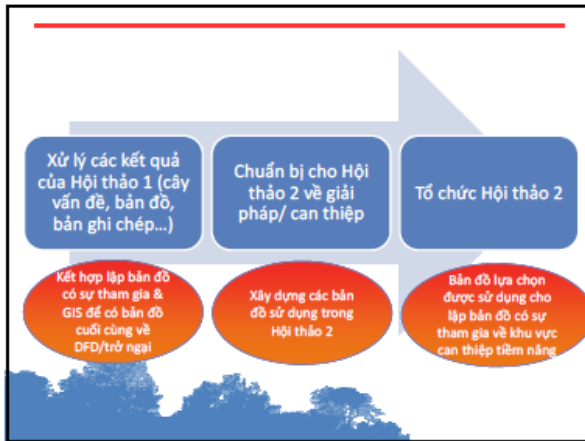 Xử lý các kết quả
của Hội thảo 1 (cây
vấn đề, bản đồ,
bản ghi chép...)
Chuẩn bị cho Hội
thảo 2 về giải
pháp/ can thiệp
Tổ chức Hội thảo 2
Kết hợp lập bản đồ
có sự tham gia &
GIS để có bản đồ
cuối cùng về
DFD/trở ngại
Xây dựng các bản
đồ sử dụng trong
Hội thảo 2
Bản đồ lựa chọn
được sử dụng cho
lập bản đồ có sự
tham gia về khu vực
can thiệp tiềm năng